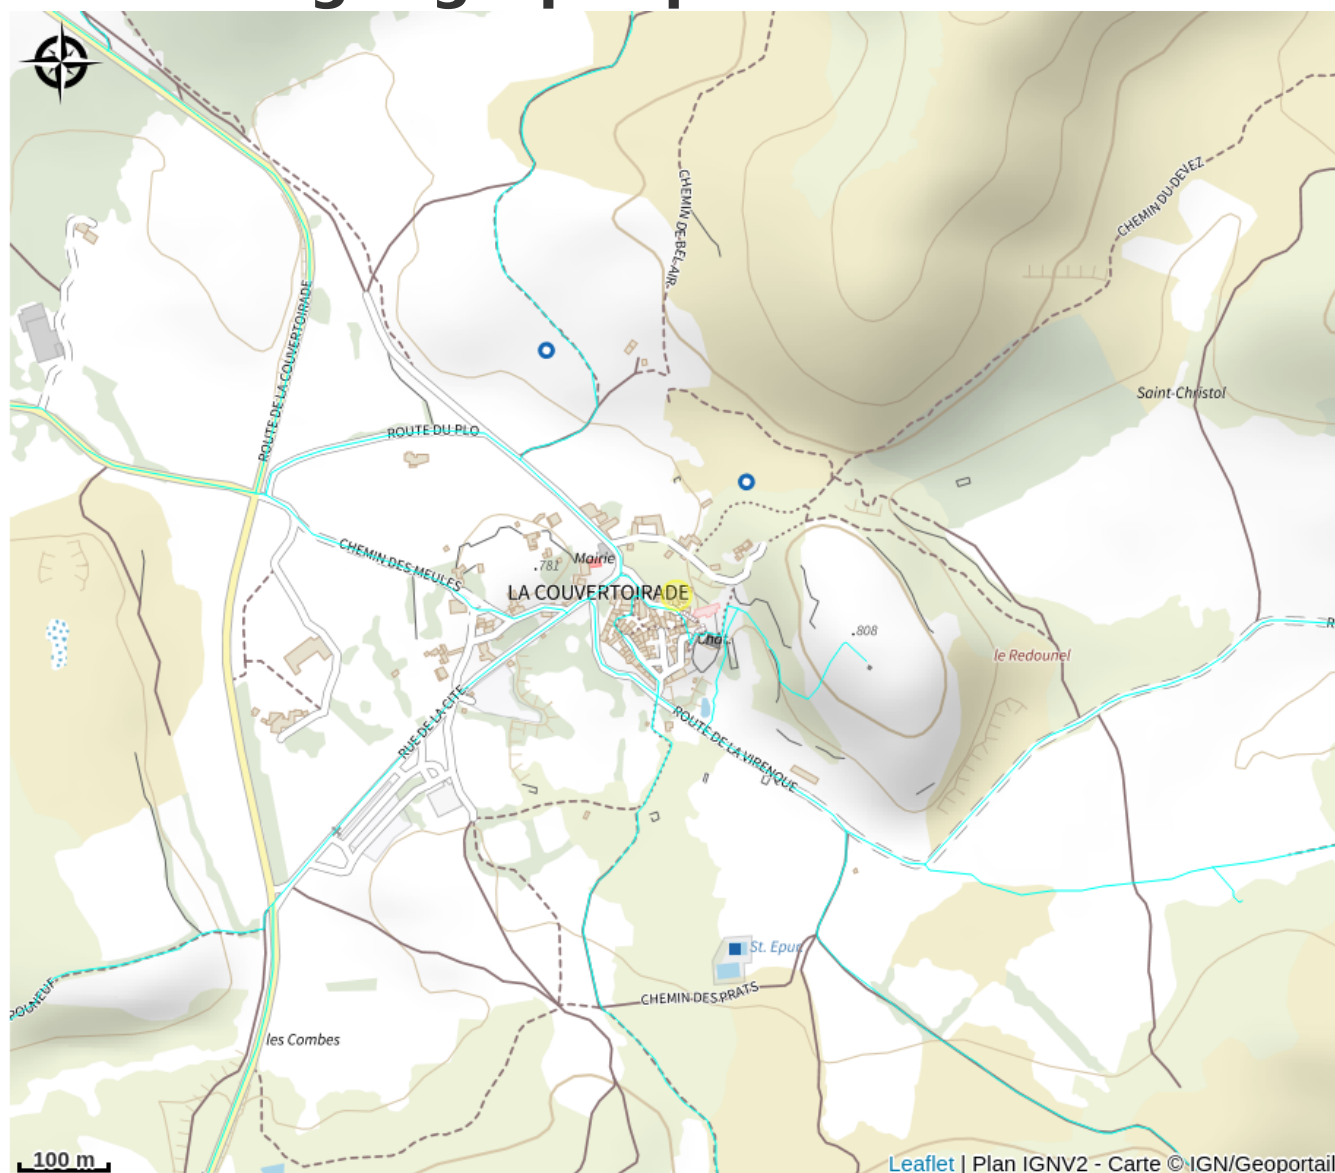 CHEMIN DE BEL AIR
CHEMIN DU DEVEZ
ROUTE DE LA COUVERTOIRADE
Saint-Christol
ROUTE DU PLO
CHEMIN DES MEULES
Mairie
.781
LA COUVERTOIRADE
.808
Chât.
le Redounel
RUE DE LA CITE
ROUTE DE LA VIRENQUE
St. Epur.
CHEMIN DES PRATS
les Combes
100 m
Leaflet | Plan IGNV2 - Carte © IGN/Geoportail